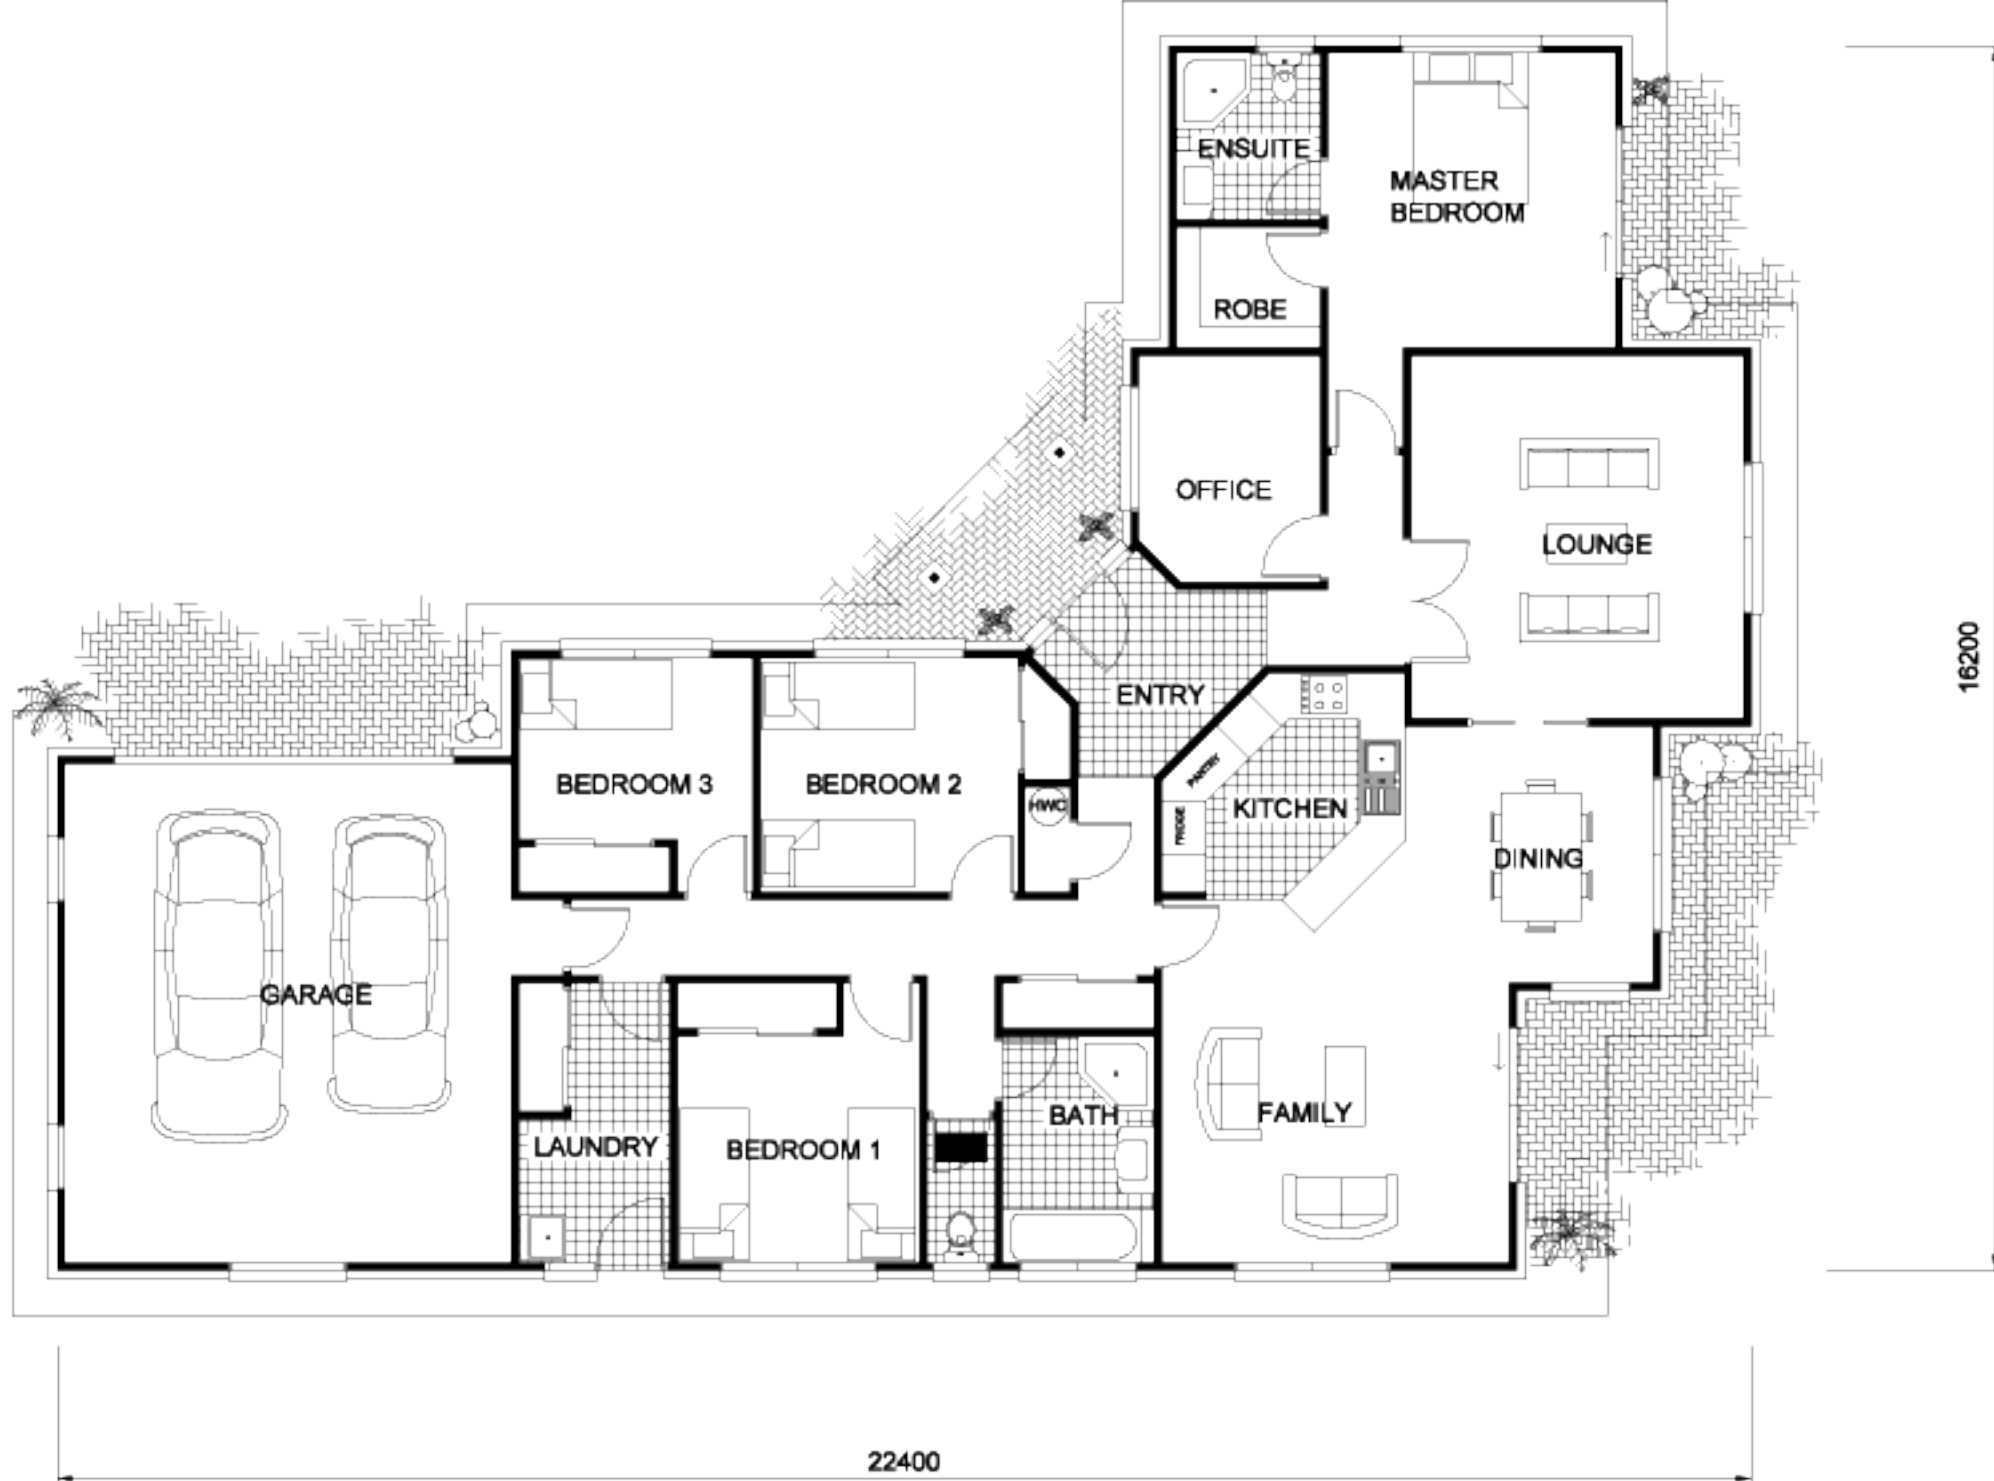 ENSUITE
MASTER
BEDROOM
ROBE
OFFICE
LOUNGE
16200
ENTRY
PANTRY
BEDROOM 3
BEDROOM 2
HWC
KITCHEN
FRIDGE
DINING
GARAGE
BATH
FAMILY
LAUNDRY
BEDROOM 1
22400